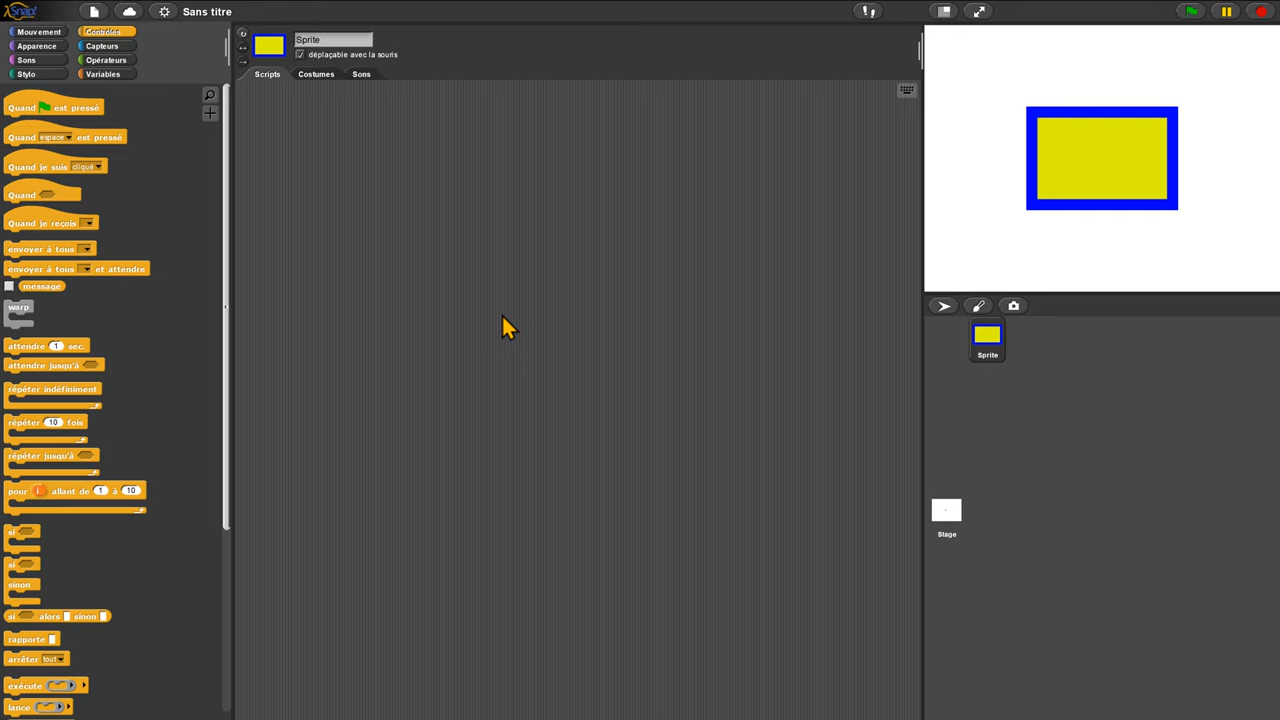 Snap! Sans titre
Mouvement Contrôles
Apparence Capteurs
Sons Opérateurs
Stylo Variables
Sprite
déplaçable avec la souris
Scripts Costumes Sons
Quand est pressé
Quand espace est pressé
Quand je suis cliqué
Quand
Quand je reçois
envoyer à tous
envoyer à tous et attendre
message
warp
attendre 1 sec.
attendre jusqu'à
répéter indéfiniment
répéter 10 fois
répéter jusqu'à
pour i allant de 1 à 10
si
si
sinon
si alors sinon
rapporte
arrêter tout
exécute
lance
Sprite
Stage